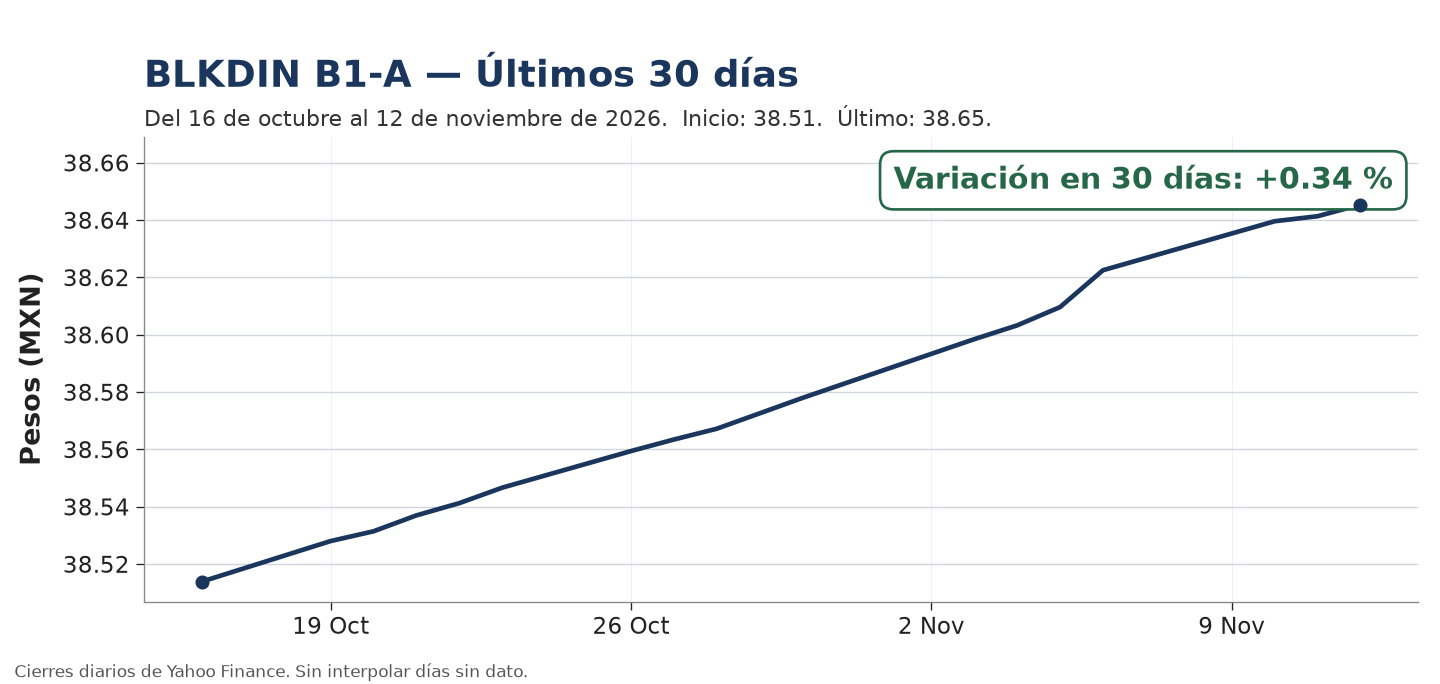 BLKDIN B1-A — Últimos 30 días
Del 16 de octubre al 12 de noviembre de 2026.  Inicio: 38.51.  Último: 38.65.
Variación en 30 días: +0.34 %
Pesos (MXN)
38.66
38.64
38.62
38.60
38.58
38.56
38.54
38.52
19 Oct
26 Oct
2 Nov
9 Nov
Cierres diarios de Yahoo Finance. Sin interpolar días sin dato.